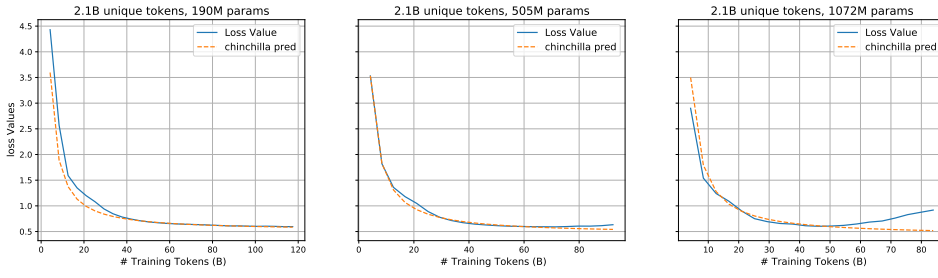 2.1B unique tokens, 190M params
4.5
4.0
3.5
3.0
2.5
2.0
1.5
1.0
0.5
loss Values
0
20
40
60
80
100
120
# Training Tokens (B)
Loss Value
chinchilla pred
2.1B unique tokens, 505M params
0
20
40
60
80
# Training Tokens (B)
Loss Value
chinchilla pred
2.1B unique tokens, 1072M params
10
20
30
40
50
60
70
80
# Training Tokens (B)
Loss Value
chinchilla pred